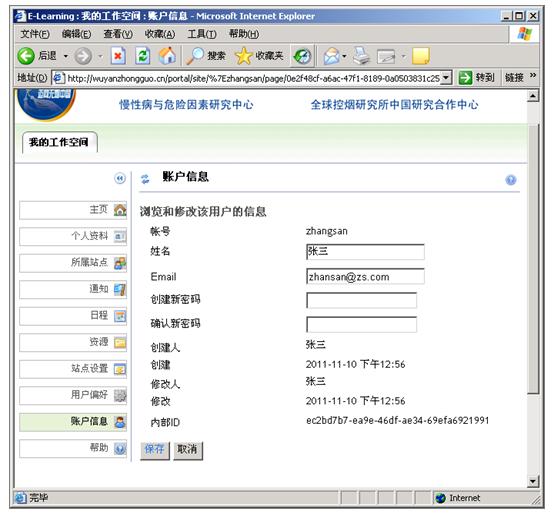 E-Learning : 我的工作空间 : 账户信息 - Microsoft Internet Explorer
文件(F) 编辑(E) 查看(V) 收藏(A) 工具(T) 帮助(H)
后退 搜索 收藏夹
地址(D) http://wuyanzhongguo.cn/portal/site/%7Ezhangsan/page/0e2f48cf-a6ac-47f1-8189-0a0503831c25 转到 链接 »
慢性病与危险因素研究中心 全球控烟研究所中国研究合作中心
我的工作空间
账户信息
主页
个人资料
所属站点
通知
日程
资源
站点设置
用户偏好
账户信息
帮助
浏览和修改该用户的信息
帐号 zhangsan
姓名 张三
Email zhansan@zs.com
创建新密码
确认新密码
创建人 张三
创建 2011-11-10 下午12:56
修改人 张三
修改 2011-11-10 下午12:56
内部ID ec2bd7b7-ea9e-46df-ae34-69efa6921991
保存 取消
完毕 Internet